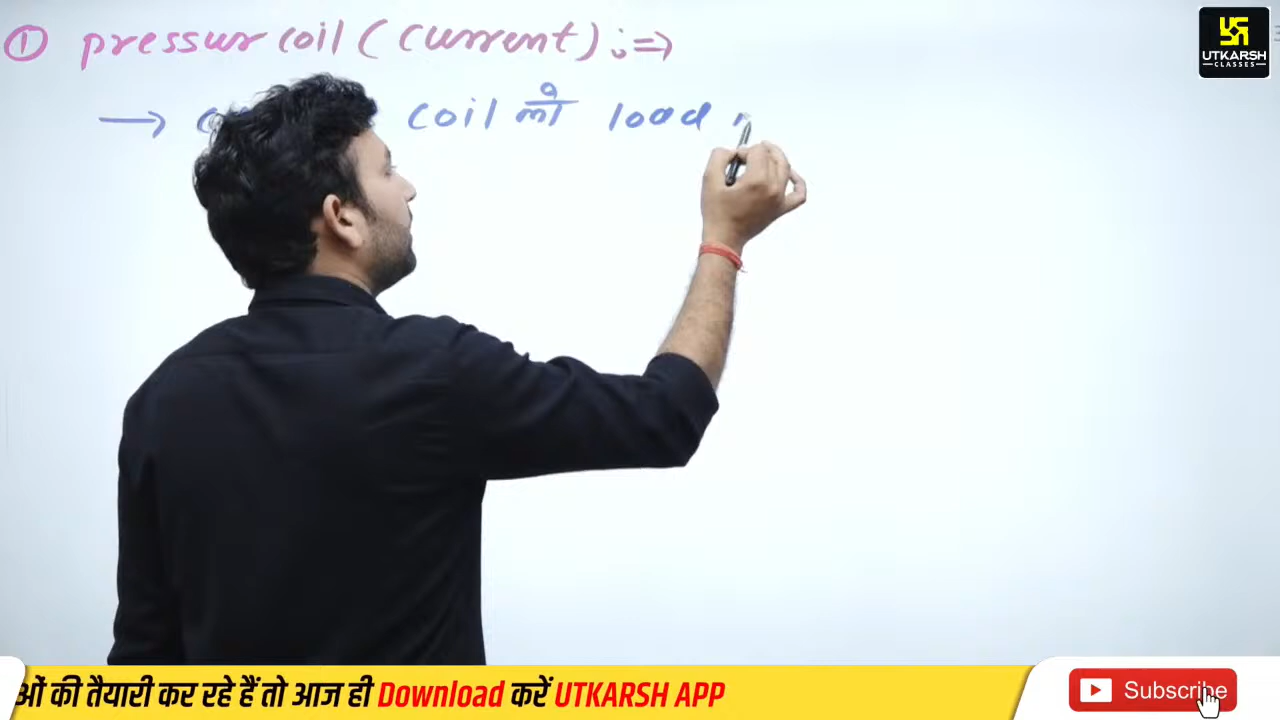 ① pressur coil (current) :⇒
→ coil को load
UTKARSH
CLASSES
ओं की तैयारी कर रहे हैं तो आज ही Download करें UTKARSH APP
Subscribe